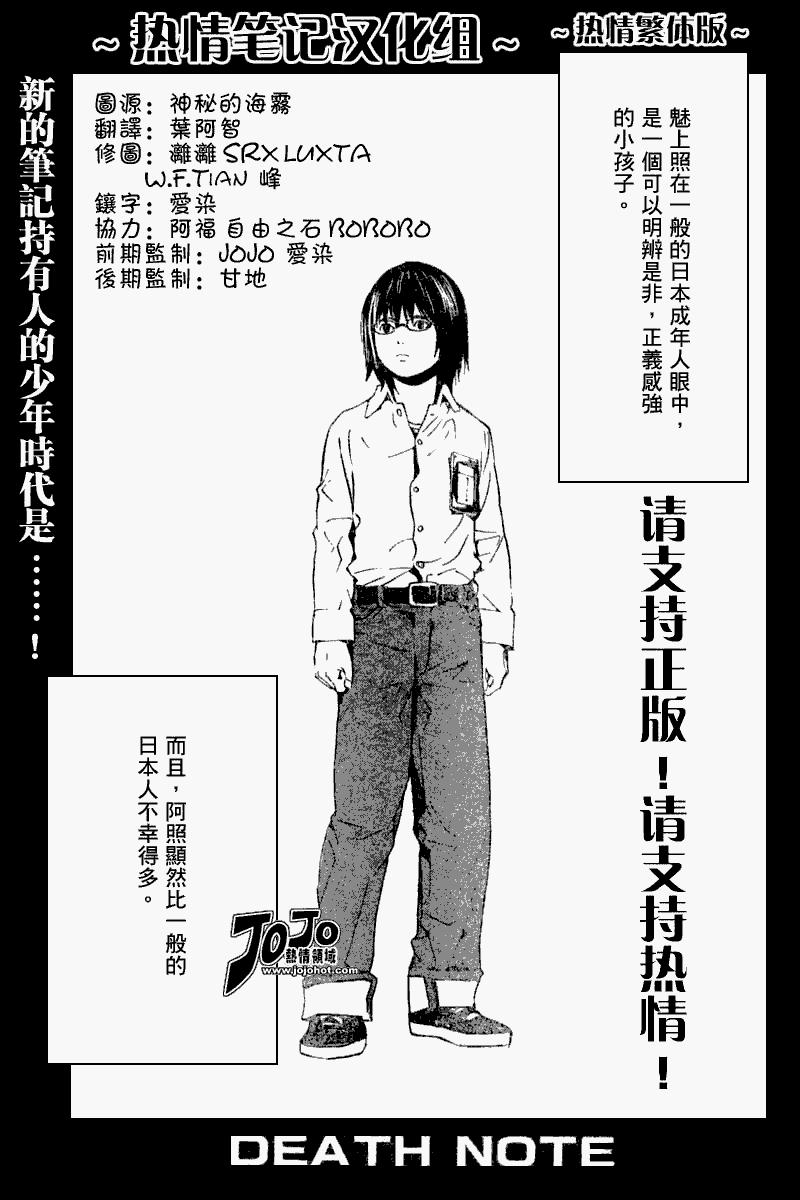 ~ 热情笔记汉化组 ~
~ 热情繁体版 ~
圖源：神秘的海霧
翻譯：葉阿智
修圖：灕灕 SRX LUXTA
W.F.TIAN 峰
鑲字：愛染
協力：阿福 自由之石 BOBOBO
前期監制：JOJO 愛染
後期監制：甘地
魅上照在一般的日本成年人眼中，
是一個可以明辨是非，正義感強
的小孩子。
请支持正版！请支持热情！
新的筆記持有人的少年時代是……！
而且，阿照顯然比一般的
日本人不幸得多。
JOJO
熱情領域
www.jojohot.com
DEATH NOTE